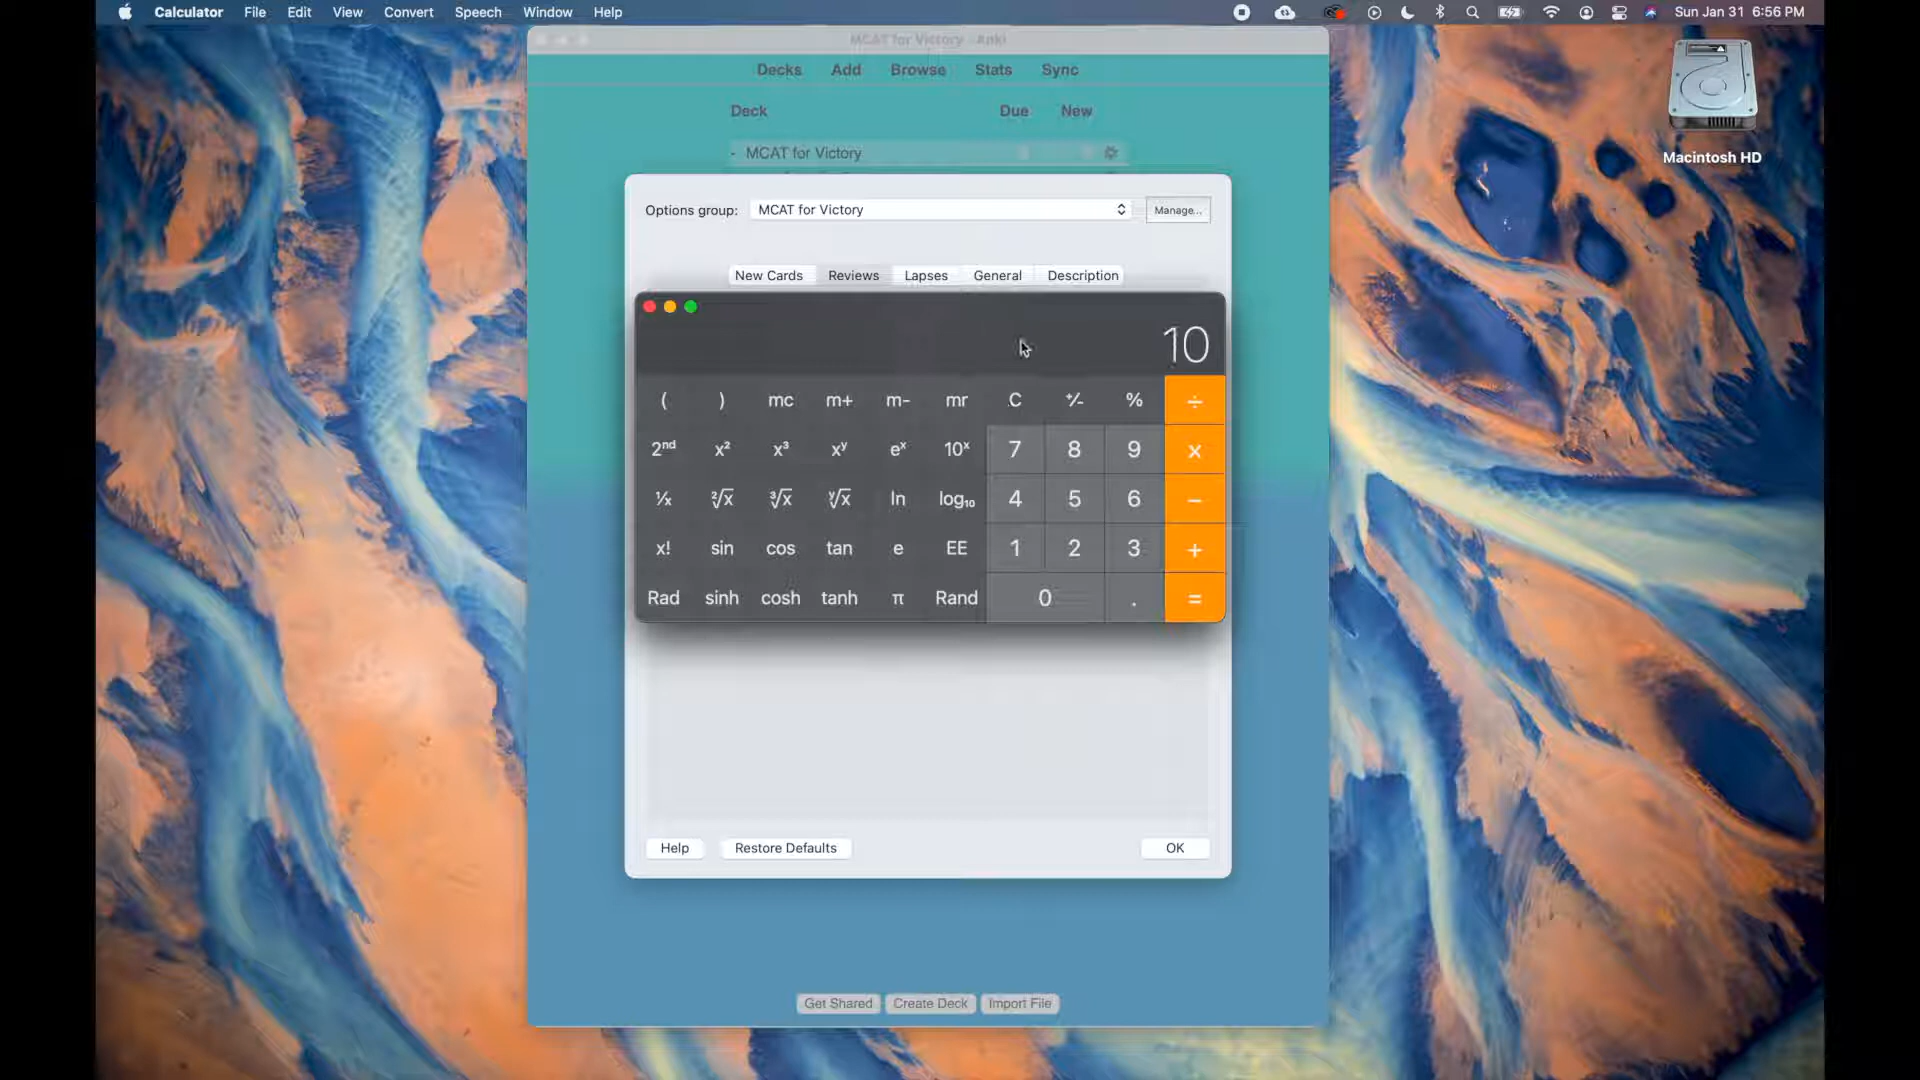 Calculator File Edit View Convert Speech Window Help Sun Jan 31 6:56 PM
MCAT for Victory - Anki
Decks Add Browse Stats Sync
Deck Due New
- MCAT for Victory
Macintosh HD
Options group: MCAT for Victory Manage...
New Cards Reviews Lapses General Description
10
( ) mc m+ m- mr C +/- % ÷
2nd x² x³ xʸ eˣ 10ˣ 7 8 9 x
1/x ²√x ³√x ʸ√x ln log₁₀ 4 5 6 −
x! sin cos tan e EE 1 2 3 +
Rad sinh cosh tanh π Rand 0 . =
Help Restore Defaults OK
Get Shared Create Deck Import File